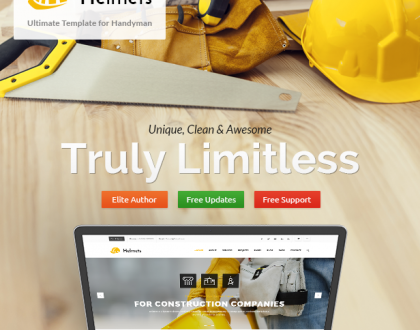 Helmets
Ultimate Template for Handyman
Unique, Clean & Awesome
Truly Limitless
Elite Author
Free Updates
Free Support
Helmets
FOR CONSTRUCTION COMPANIES